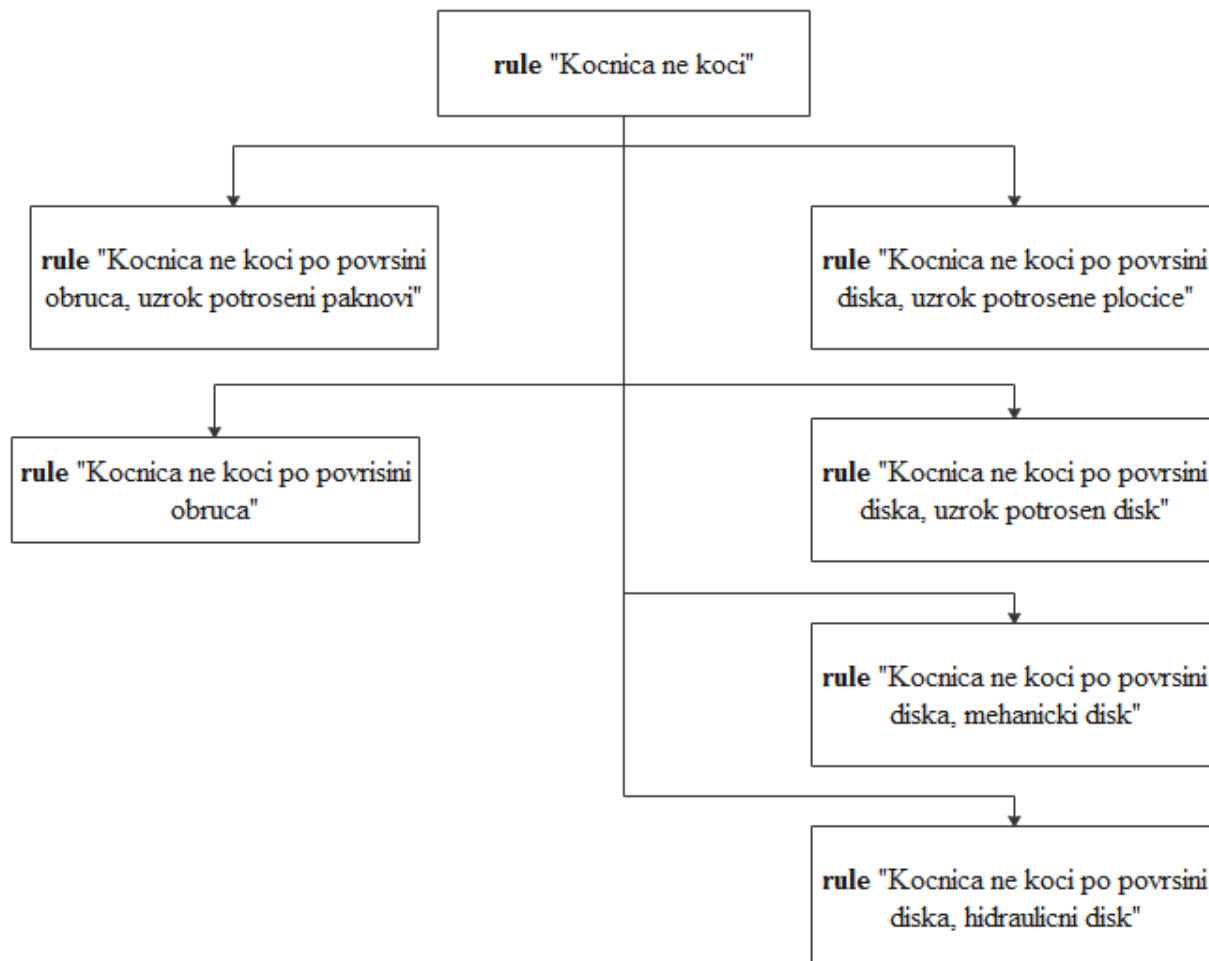 rule "Kocnica ne koci"
rule "Kocnica ne koci po povrsini
obruca, uzrok potroseni paknovi"
rule "Kocnica ne koci po povrsini
diska, uzrok potrosene plocice"
rule "Kocnica ne koci po povrisini
obruca"
rule "Kocnica ne koci po povrsini
diska, uzrok potrosen disk"
rule "Kocnica ne koci po povrsini
diska, mehanicki disk"
rule "Kocnica ne koci po povrsini
diska, hidraulicni disk"